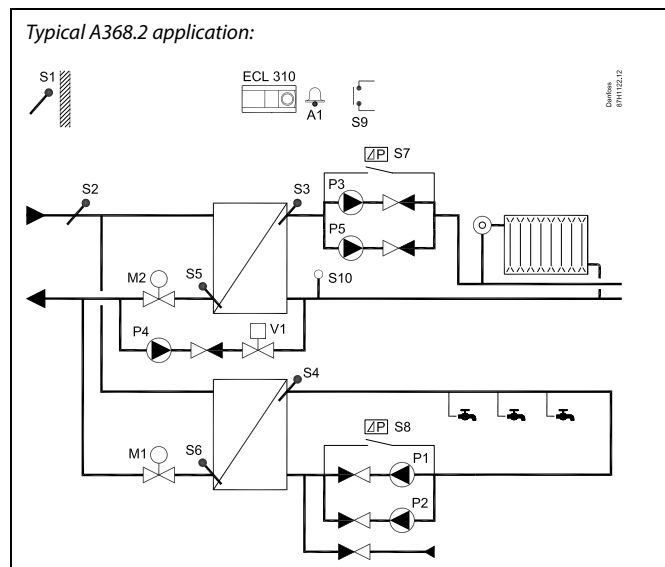 Typical A368.2 application:
S1
ECL 310
A1
S9
Danfoss
87H1122.12
⊿P S7
S2
S3
P3
P5
M2
S5
S10
P4
V1
S4
⊿P S8
M1
S6
P1
P2